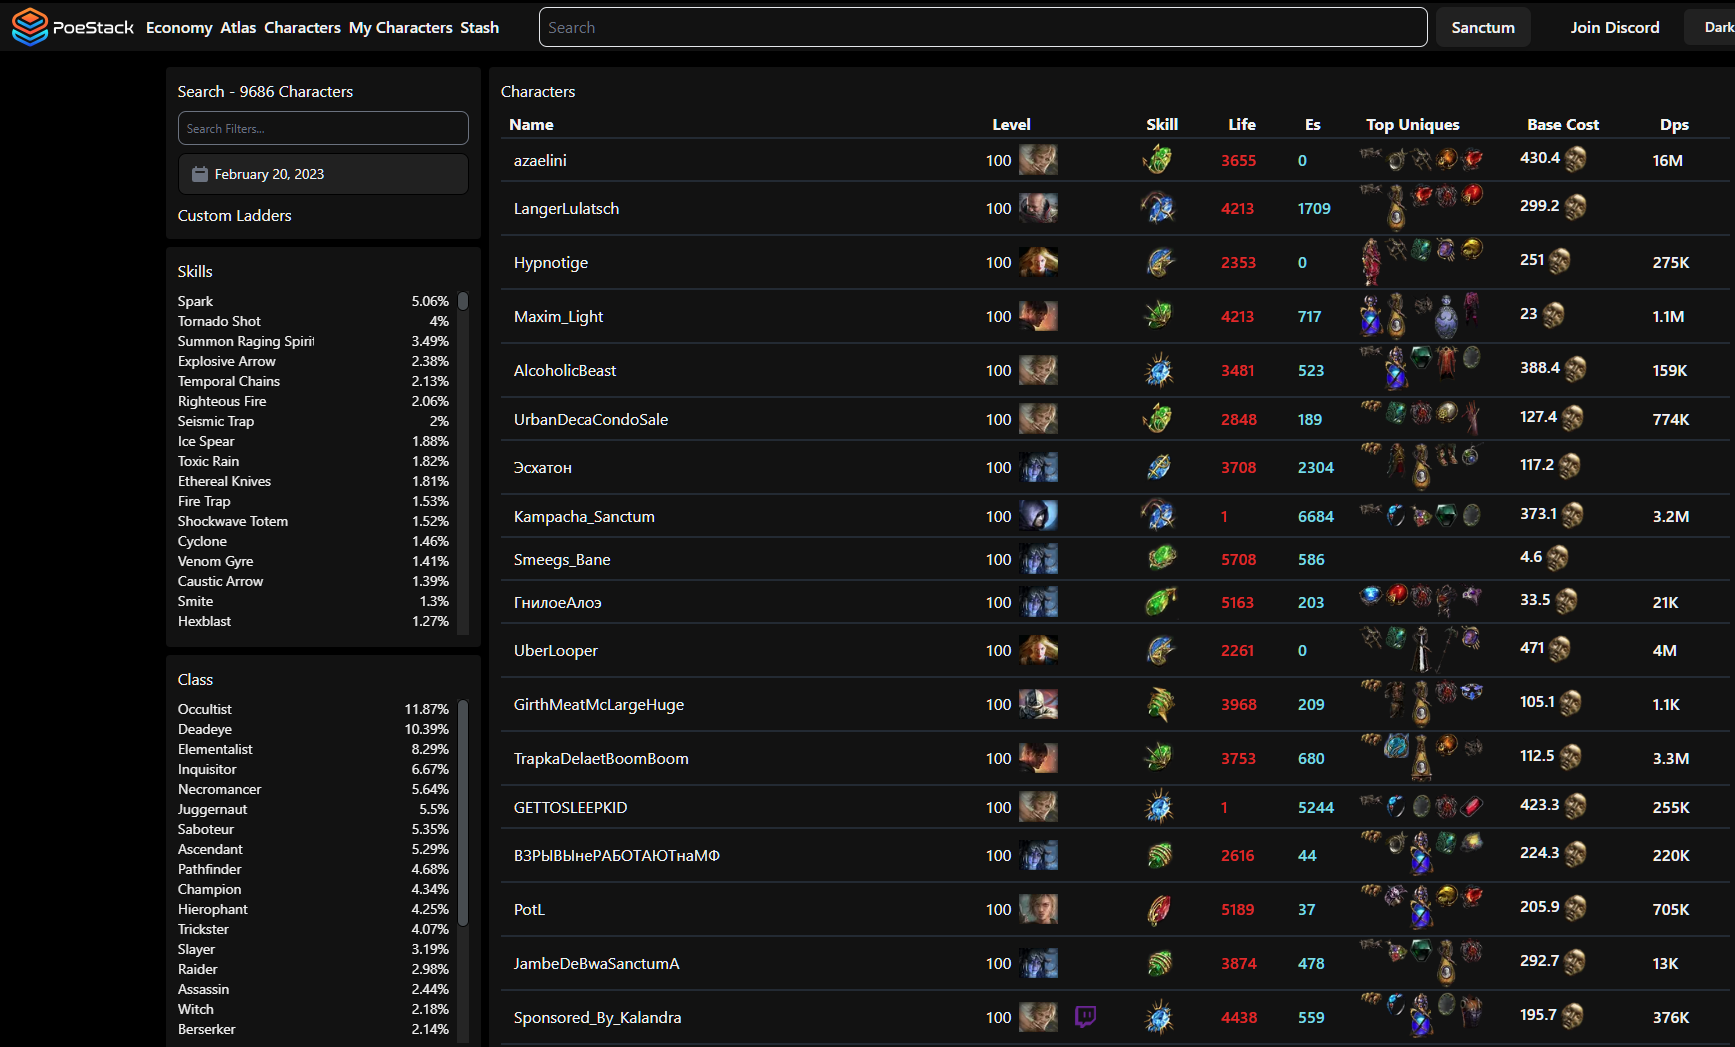 PoeStack Economy Atlas Characters My Characters Stash Search Sanctum Join Discord Dark
Search - 9686 Characters
Search Filters...
February 20, 2023
Custom Ladders
Skills
Spark 5.06%
Tornado Shot 4%
Summon Raging Spirit 3.49%
Explosive Arrow 2.38%
Temporal Chains 2.13%
Righteous Fire 2.06%
Seismic Trap 2%
Ice Spear 1.88%
Toxic Rain 1.82%
Ethereal Knives 1.81%
Fire Trap 1.53%
Shockwave Totem 1.52%
Cyclone 1.46%
Venom Gyre 1.41%
Caustic Arrow 1.39%
Smite 1.3%
Hexblast 1.27%
Class
Occultist 11.87%
Deadeye 10.39%
Elementalist 8.29%
Inquisitor 6.67%
Necromancer 5.64%
Juggernaut 5.5%
Saboteur 5.35%
Ascendant 5.29%
Pathfinder 4.68%
Champion 4.34%
Hierophant 4.25%
Trickster 4.07%
Slayer 3.19%
Raider 2.98%
Assassin 2.44%
Witch 2.18%
Berserker 2.14%
Characters
Name Level Skill Life Es Top Uniques Base Cost Dps
azaelini 100 3655 0 430.4 16M
LangerLulatsch 100 4213 1709 299.2
Hypnotige 100 2353 0 251 275K
Maxim_Light 100 4213 717 23 1.1M
AlcoholicBeast 100 3481 523 388.4 159K
UrbanDecaCondoSale 100 2848 189 127.4 774K
Эсхатон 100 3708 2304 117.2
Kampacha_Sanctum 100 1 6684 373.1 3.2M
Smeegs_Bane 100 5708 586 4.6
ГнилоеАлоэ 100 5163 203 33.5 21K
UberLooper 100 2261 0 471 4M
GirthMeatMcLargeHuge 100 3968 209 105.1 1.1K
TrapkaDelaetBoomBoom 100 3753 680 112.5 3.3M
GETTOSLEEPKID 100 1 5244 423.3 255K
ВЗРЫВЫнеРАБОТАЮТнаМФ 100 2616 44 224.3 220K
PotL 100 5189 37 205.9 705K
JambeDeBwaSanctumA 100 3874 478 292.7 13K
Sponsored_By_Kalandra 100 4438 559 195.7 376K